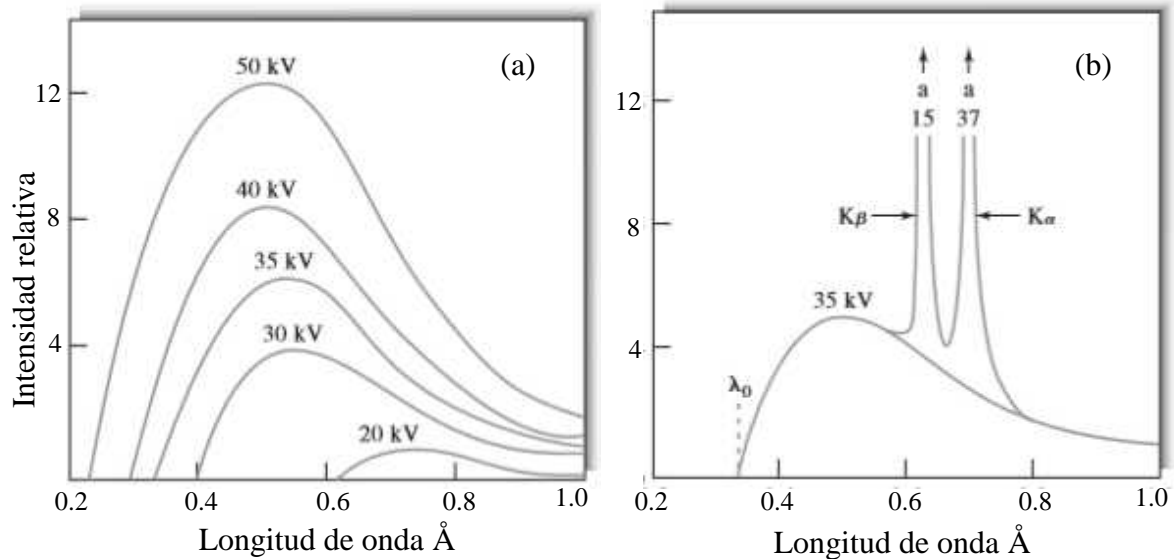 (a)
50 kV
40 kV
35 kV
30 kV
20 kV
12
8
4
0.2
0.4
0.6
0.8
1.0
Intensidad relativa
Longitud de onda Å
(b)
a a
15 37
Kβ
Kα
35 kV
λ0
12
8
4
0.2
0.4
0.6
0.8
1.0
Longitud de onda Å